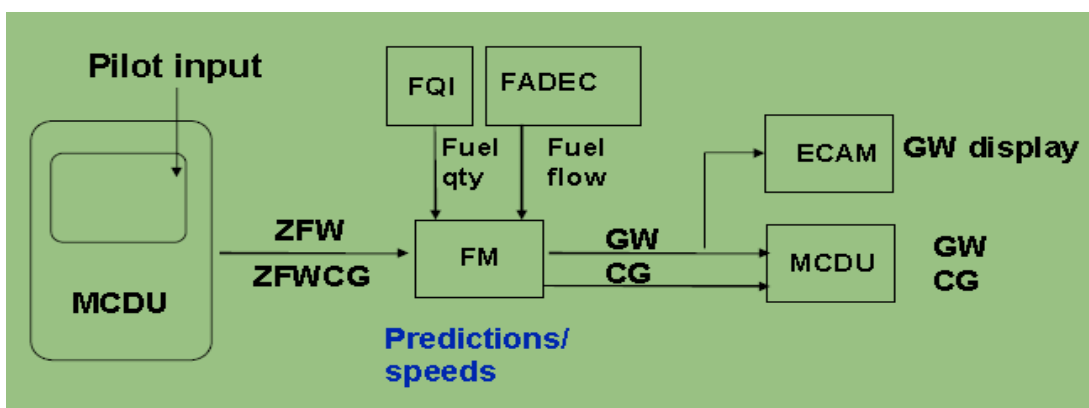 Pilot input
FQI
FADEC
Fuel
qty
Fuel
flow
ECAM
GW display
ZFW
ZFWCG
FM
GW
CG
MCDU
GW
CG
MCDU
Predictions/
speeds